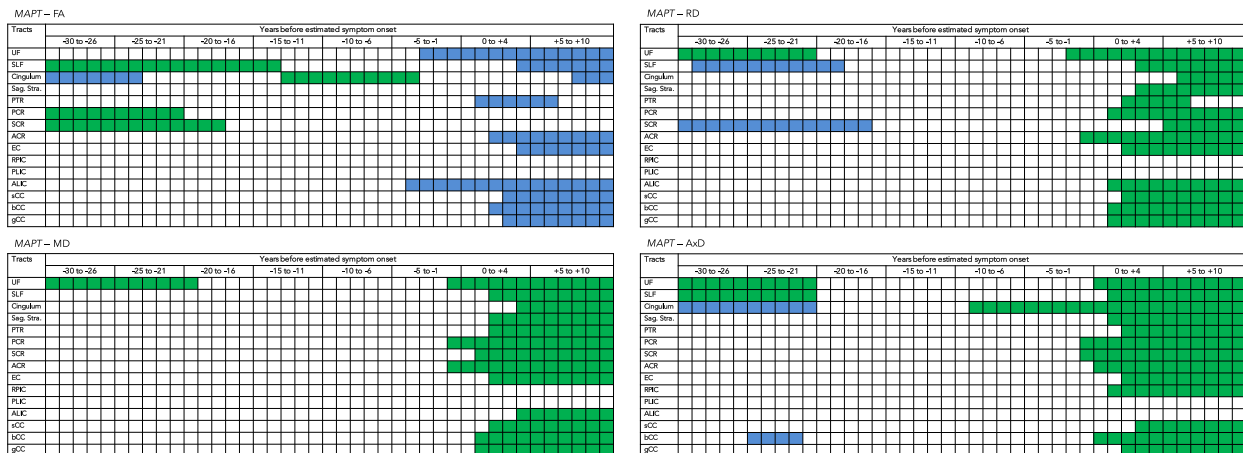 MAPT – FA
Tracts Years before estimated symptom onset
-30 to -26 -25 to -21 -20 to -16 -15 to -11 -10 to -6 -5 to -1 0 to +4 +5 to +10
UF
SLF
Cingulum
Sag. Stra.
PTR
PCR
SCR
ACR
EC
RPIC
PLIC
ALIC
sCC
bCC
gCC
MAPT – RD
Tracts Years before estimated symptom onset
-30 to -26 -25 to -21 -20 to -16 -15 to -11 -10 to -6 -5 to -1 0 to +4 +5 to +10
UF
SLF
Cingulum
Sag. Stra.
PTR
PCR
SCR
ACR
EC
RPIC
PLIC
ALIC
sCC
bCC
gCC
MAPT – MD
Tracts Years before estimated symptom onset
-30 to -26 -25 to -21 -20 to -16 -15 to -11 -10 to -6 -5 to -1 0 to +4 +5 to +10
UF
SLF
Cingulum
Sag. Stra.
PTR
PCR
SCR
ACR
EC
RPIC
PLIC
ALIC
sCC
bCC
gCC
MAPT – AxD
Tracts Years before estimated symptom onset
-30 to -26 -25 to -21 -20 to -16 -15 to -11 -10 to -6 -5 to -1 0 to +4 +5 to +10
UF
SLF
Cingulum
Sag. Stra.
PTR
PCR
SCR
ACR
EC
RPIC
PLIC
ALIC
sCC
bCC
gCC